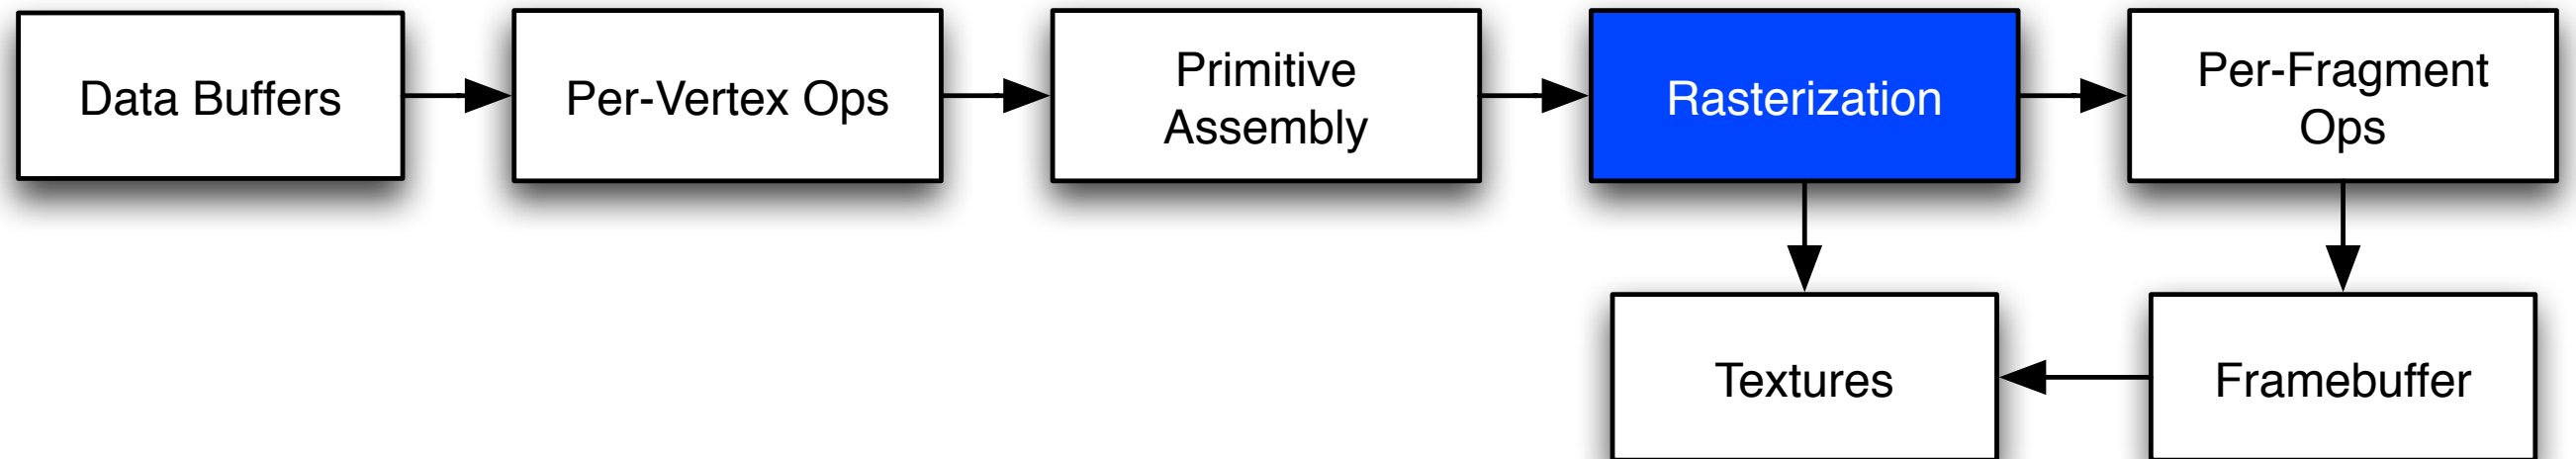 Data Buffers
Per-Vertex Ops
Primitive
Assembly
Rasterization
Per-Fragment
Ops
Textures
Framebuffer